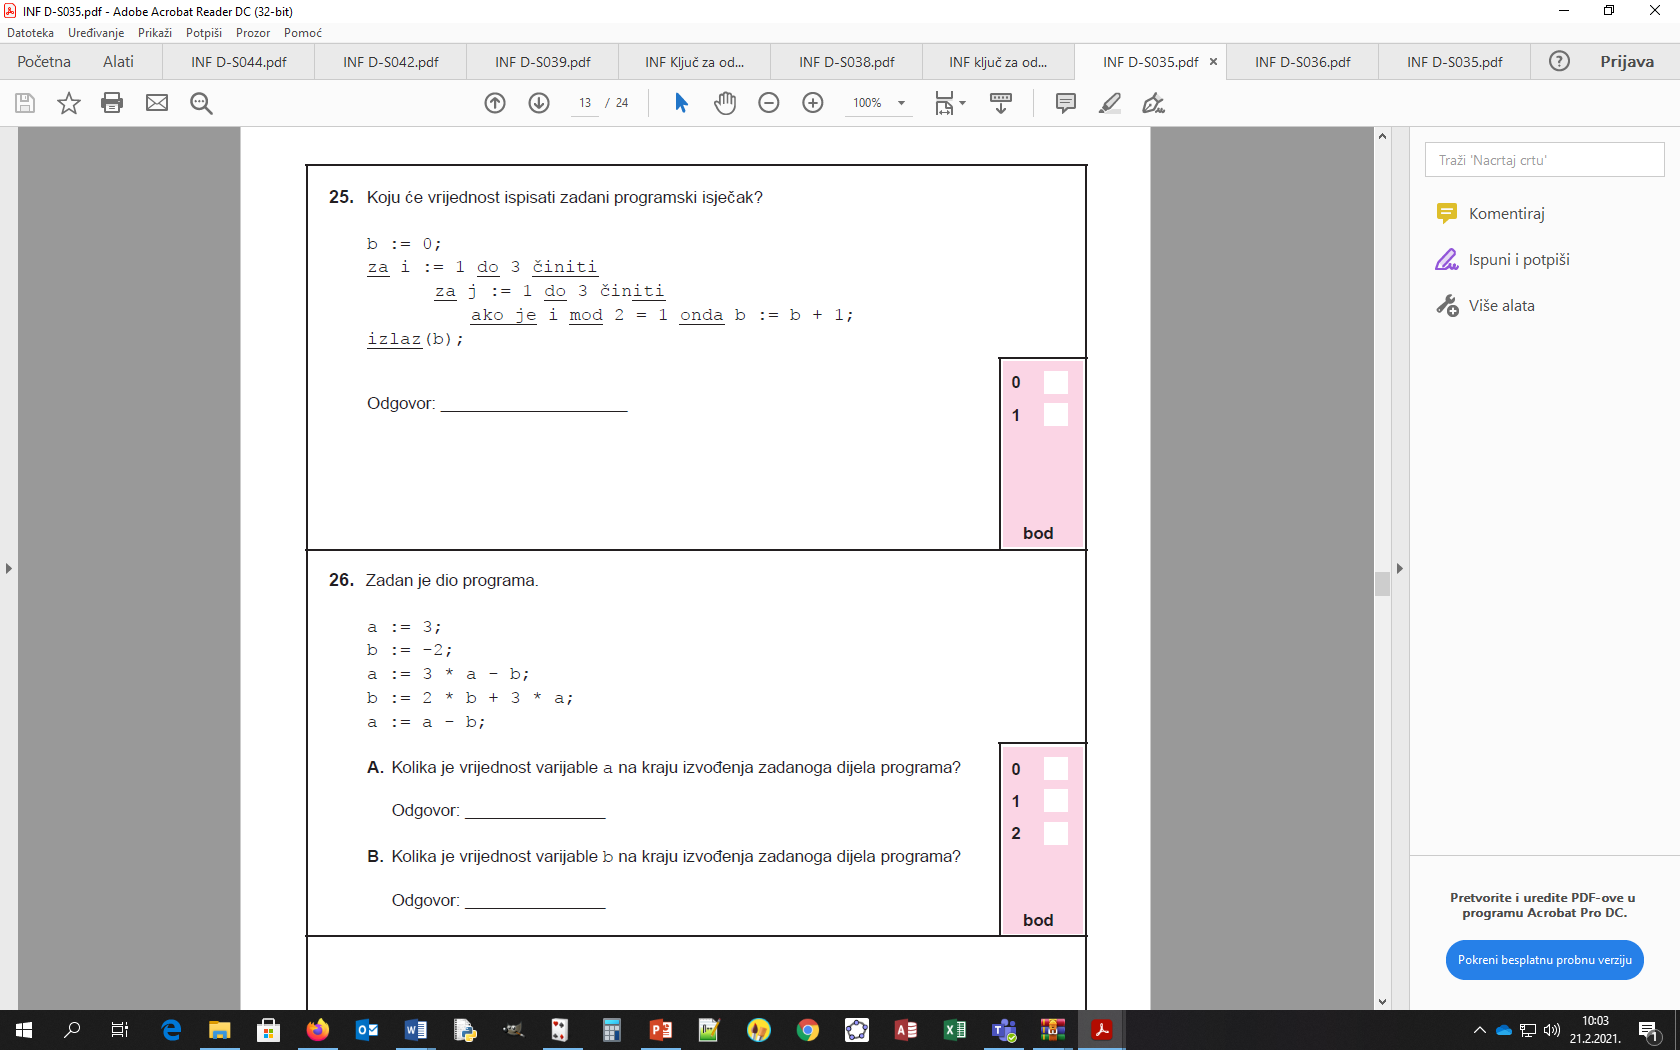 INF D-S035.pdf - Adobe Acrobat Reader DC (32-bit)
Datoteka Uređivanje Prikaži Potpiši Prozor Pomoć
Početna Alati INF D-S044.pdf INF D-S042.pdf INF D-S039.pdf INF Ključ za od... INF D-S038.pdf INF ključ za od... INF D-S035.pdf × INF D-S036.pdf INF D-S035.pdf ? Prijava
13 / 24 100%
25. Koju će vrijednost ispisati zadani programski isječak?
b := 0;
za i := 1 do 3 činiti
za j := 1 do 3 činiti
ako je i mod 2 = 1 onda b := b + 1;
izlaz(b);
0
Odgovor: ____________________
1
bod
26. Zadan je dio programa.
a := 3;
b := -2;
a := 3 * a - b;
b := 2 * b + 3 * a;
a := a - b;
A. Kolika je vrijednost varijable a na kraju izvođenja zadanoga dijela programa?
0
1
Odgovor: _______________
2
B. Kolika je vrijednost varijable b na kraju izvođenja zadanoga dijela programa?
Odgovor: _______________
bod
Traži 'Nacrtaj crtu'
Komentiraj
Ispuni i potpiši
Više alata
Pretvorite i uredite PDF-ove u
programu Acrobat Pro DC.
Pokreni besplatnu probnu verziju
10:03
21.2.2021.
1